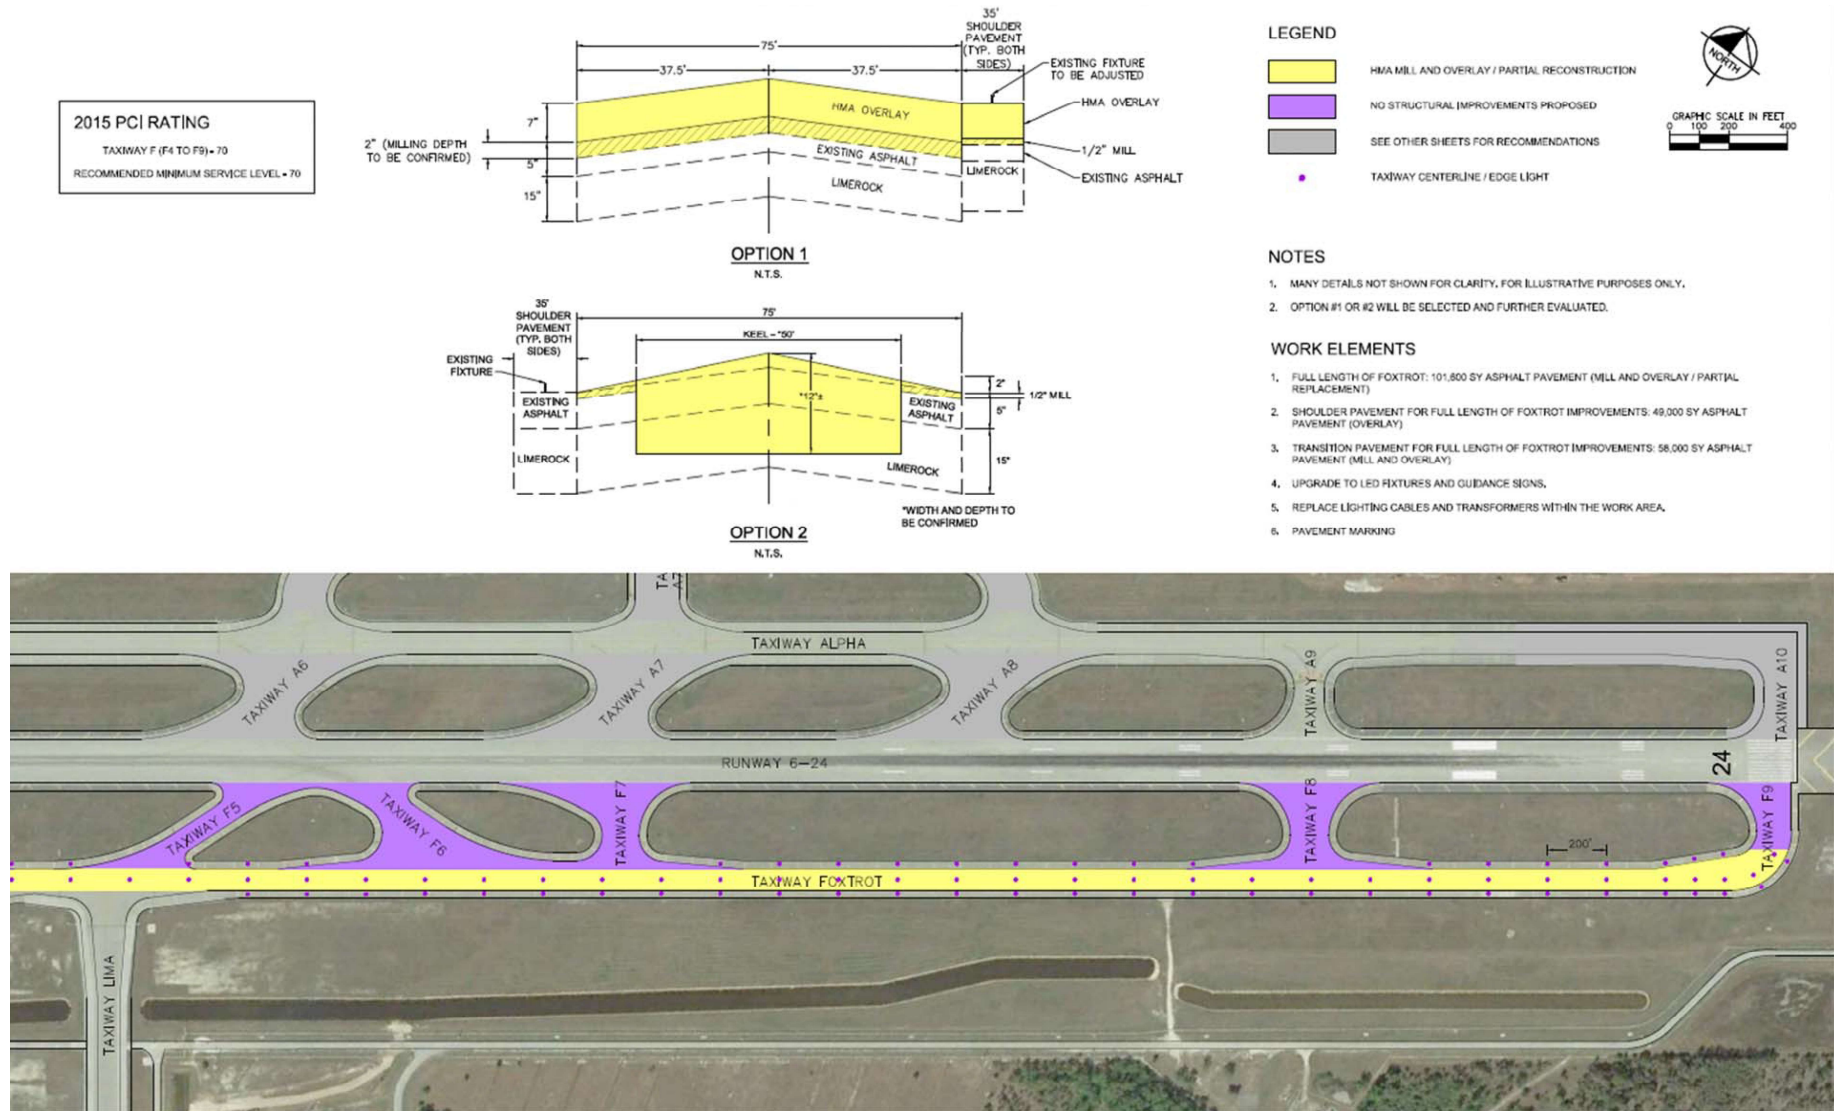 2015 PCI RATING
TAXIWAY F (F4 TO F9) = 70
RECOMMENDED MINIMUM SERVICE LEVEL = 70
35'
SHOULDER
PAVEMENT
(TYP. BOTH
SIDES)
75'
37.5'
37.5'
EXISTING FIXTURE
TO BE ADJUSTED
HMA OVERLAY
HMA OVERLAY
7"
2" (MILLING DEPTH
TO BE CONFIRMED)
5"
15"
EXISTING ASPHALT
LIMEROCK
LIMEROCK
1/2" MILL
EXISTING ASPHALT
OPTION 1
N.T.S.
35'
SHOULDER
PAVEMENT
(TYP. BOTH
SIDES)
75'
KEEL = *50'
EXISTING
FIXTURE
EXISTING
ASPHALT
LIMEROCK
*12"±
EXISTING
ASPHALT
LIMEROCK
2"
1/2" MILL
5"
15"
*WIDTH AND DEPTH TO
BE CONFIRMED
OPTION 2
N.T.S.
LEGEND
HMA MILL AND OVERLAY / PARTIAL RECONSTRUCTION
NO STRUCTURAL IMPROVEMENTS PROPOSED
SEE OTHER SHEETS FOR RECOMMENDATIONS
TAXIWAY CENTERLINE / EDGE LIGHT
NORTH
GRAPHIC SCALE IN FEET
0 100 200 400
NOTES
1. MANY DETAILS NOT SHOWN FOR CLARITY. FOR ILLUSTRATIVE PURPOSES ONLY.
2. OPTION #1 OR #2 WILL BE SELECTED AND FURTHER EVALUATED.
WORK ELEMENTS
1. FULL LENGTH OF FOXTROT: 101,600 SY ASPHALT PAVEMENT (MILL AND OVERLAY / PARTIAL
REPLACEMENT)
2. SHOULDER PAVEMENT FOR FULL LENGTH OF FOXTROT IMPROVEMENTS: 49,000 SY ASPHALT
PAVEMENT (OVERLAY)
3. TRANSITION PAVEMENT FOR FULL LENGTH OF FOXTROT IMPROVEMENTS: 58,000 SY ASPHALT
PAVEMENT (MILL AND OVERLAY)
4. UPGRADE TO LED FIXTURES AND GUIDANCE SIGNS.
5. REPLACE LIGHTING CABLES AND TRANSFORMERS WITHIN THE WORK AREA.
6. PAVEMENT MARKING
TAXIWAY ALPHA
TAXIWAY A6
TAXIWAY A7
TAXIWAY A8
TAXIWAY A9
TAXIWAY A10
RUNWAY 6-24
24
TAXIWAY F5
TAXIWAY F6
TAXIWAY F7
TAXIWAY F8
TAXIWAY F9
200'
TAXIWAY FOXTROT
TAXIWAY LIMA